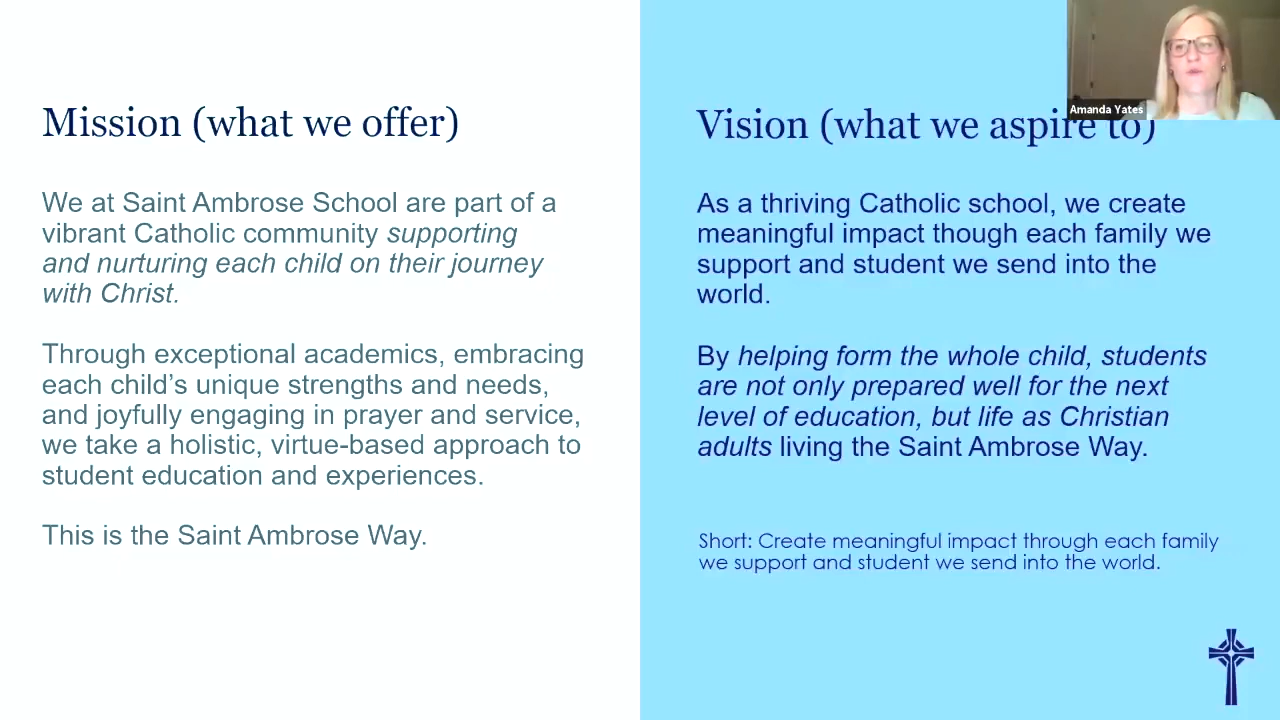 Mission (what we offer)
We at Saint Ambrose School are part of a
vibrant Catholic community supporting
and nurturing each child on their journey
with Christ.
Through exceptional academics, embracing
each child’s unique strengths and needs,
and joyfully engaging in prayer and service,
we take a holistic, virtue-based approach to
student education and experiences.
This is the Saint Ambrose Way.
Amanda Yates
Vision (what we aspire to)
As a thriving Catholic school, we create
meaningful impact though each family we
support and student we send into the
world.
By helping form the whole child, students
are not only prepared well for the next
level of education, but life as Christian
adults living the Saint Ambrose Way.
Short: Create meaningful impact through each family
we support and student we send into the world.